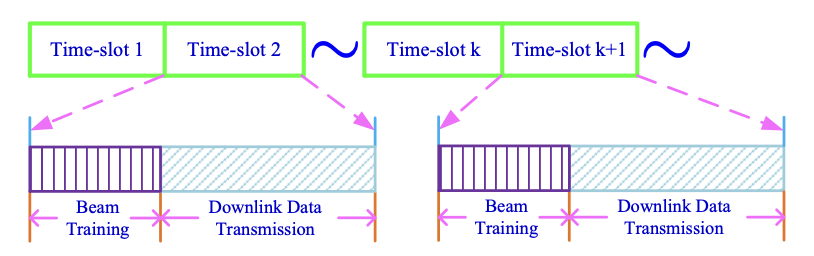 Time-slot 1 Time-slot 2 ~ Time-slot k Time-slot k+1 ~
Beam Downlink Data Beam Downlink Data
Training Transmission Training Transmission